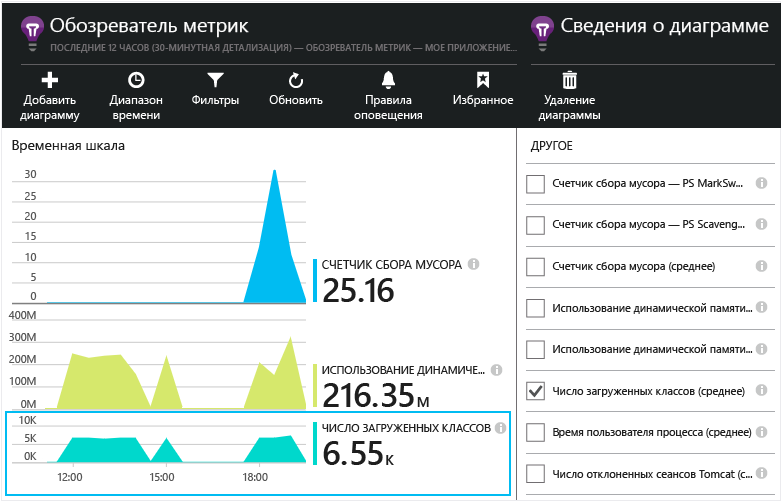 Обозреватель метрик
ПОСЛЕДНИЕ 12 ЧАСОВ (30-МИНУТНАЯ ДЕТАЛИЗАЦИЯ) — ОБОЗРЕВАТЕЛЬ МЕТРИК — МОЕ ПРИЛОЖЕНИЕ...
Добавить
диаграмму
Диапазон
времени
Фильтры
Обновить
Правила
оповещения
Избранное
Временная шкала
30
25
20
15
10
5
0
СЧЕТЧИК СБОРА МУСОРА
25.16
400M
300M
200M
100M
0M
ИСПОЛЬЗОВАНИЕ ДИНАМИЧЕ...
216.35 M
10K
5K
0K
ЧИСЛО ЗАГРУЖЕННЫХ КЛАССОВ
6.55 K
12:00
15:00
18:00
Сведения о диаграмме
Удаление
диаграммы
ДРУГОЕ
Счетчик сбора мусора — PS MarkSw...
Счетчик сбора мусора — PS Scaveng...
Счетчик сбора мусора (среднее)
Использование динамической памяти...
Использование динамической памяти...
Число загруженных классов (среднее)
Время пользователя процесса (среднее)
Число отклоненных сеансов Tomcat (с...